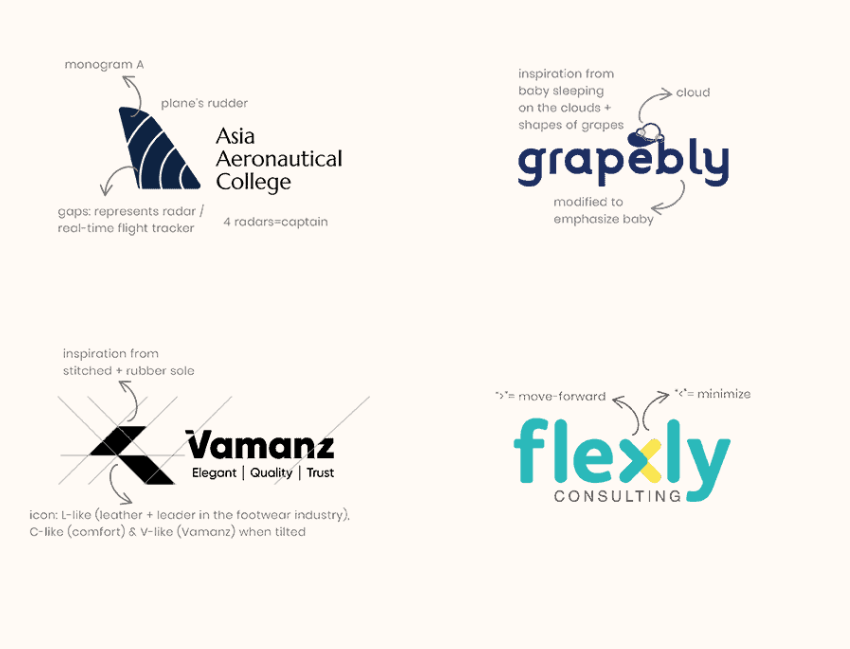 monogram A
plane's rudder
Asia
Aeronautical
College
gaps: represents radar /
real-time flight tracker
4 radars=captain
inspiration from
baby sleeping
on the clouds +
shapes of grapes
cloud
grapebly
modified to
emphasize baby
inspiration from
stitched + rubber sole
Vamanz
Elegant | Quality | Trust
icon: L-like (leather + leader in the footwear industry),
C-like (comfort) & V-like (Vamanz) when tilted
">"= move-forward
"<"= minimize
flexly
CONSULTING